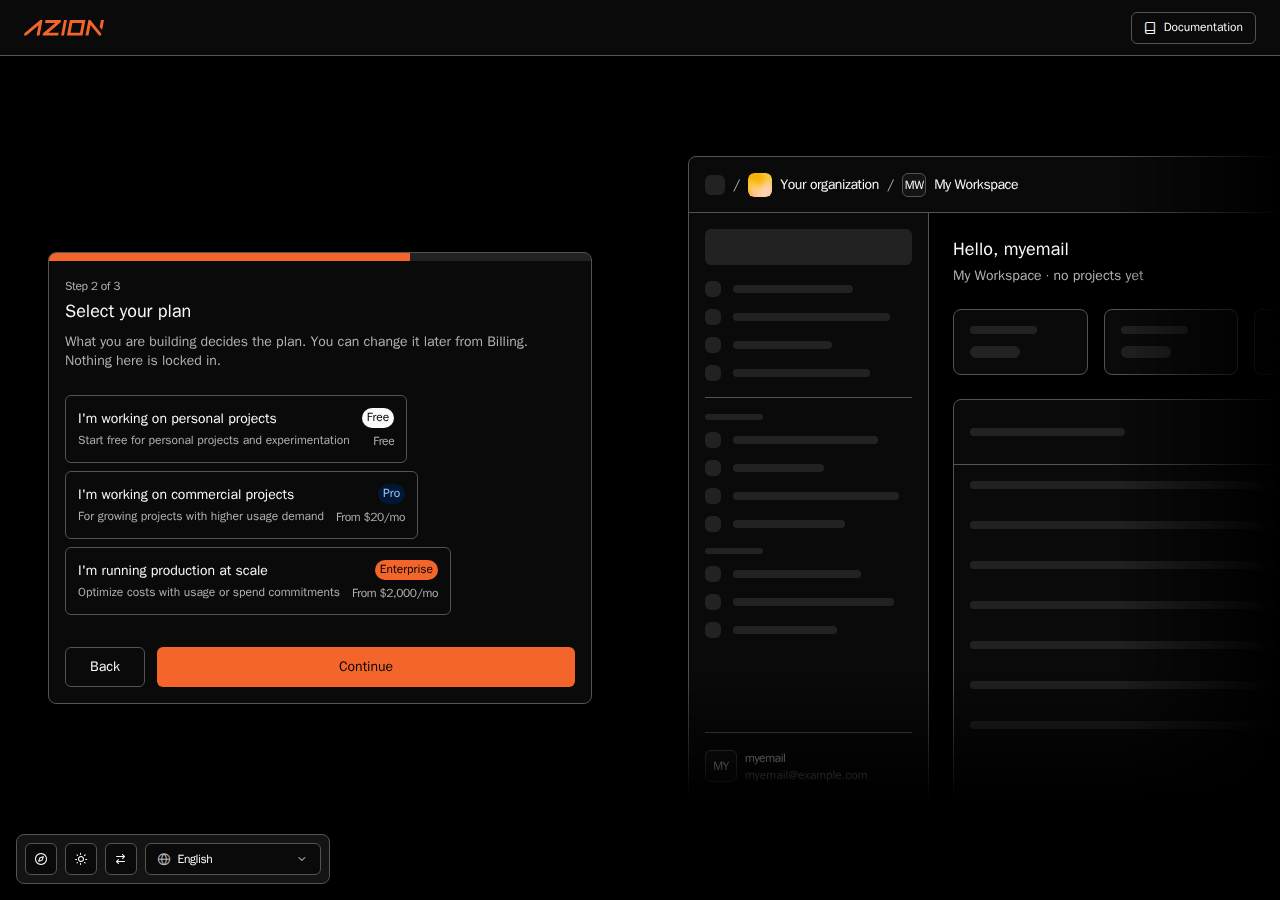 AZION
Documentation
/ Your organization / MW My Workspace
Hello, myemail
My Workspace · no projects yet
Step 2 of 3
Select your plan
What you are building decides the plan. You can change it later from Billing.
Nothing here is locked in.
I'm working on personal projects Free
Start free for personal projects and experimentation Free
I'm working on commercial projects Pro
For growing projects with higher usage demand From $20/mo
I'm running production at scale Enterprise
Optimize costs with usage or spend commitments From $2,000/mo
Back Continue
MY myemail
myemail@example.com
English